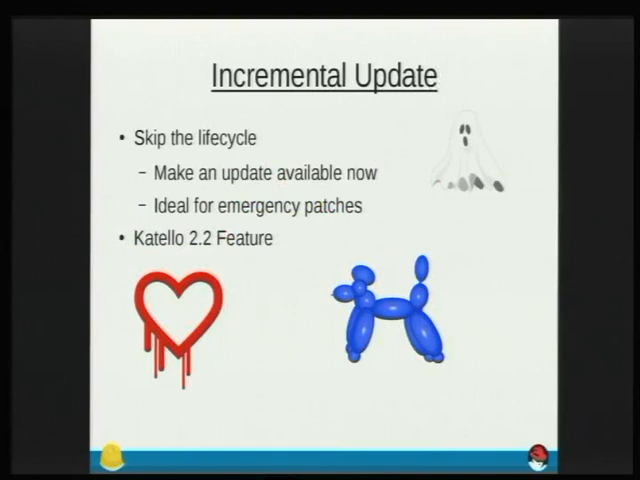 Incremental Update
• Skip the lifecycle
– Make an update available now
– Ideal for emergency patches
• Katello 2.2 Feature